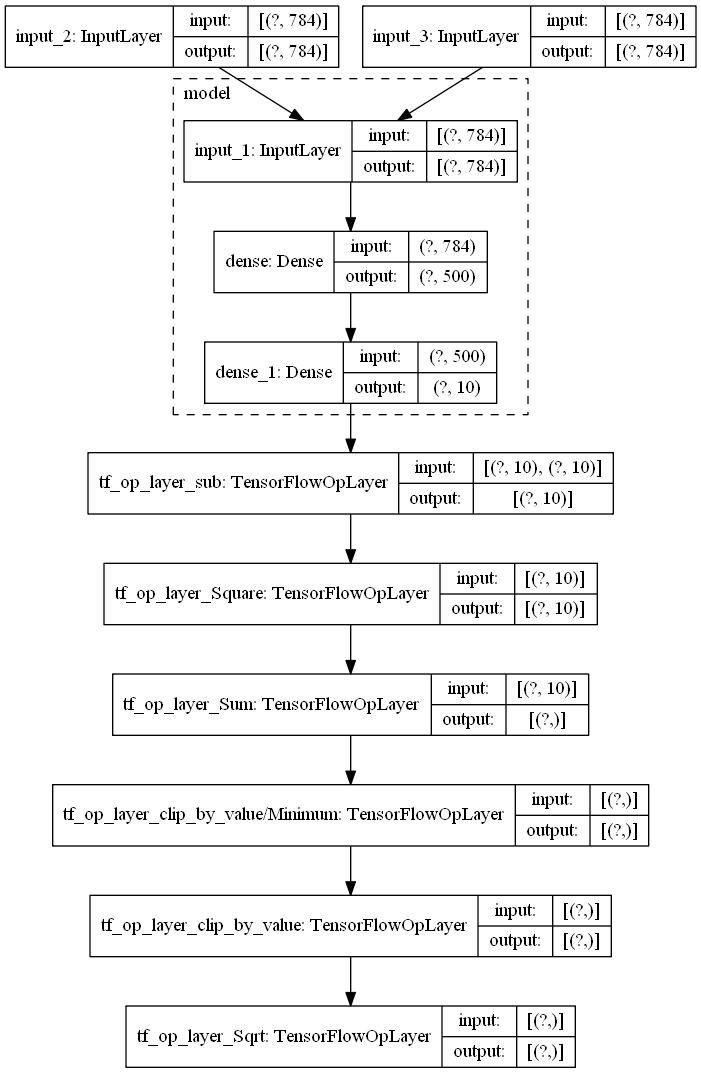 input_2: InputLayer
input: [(?, 784)]
output: [(?, 784)]
input_3: InputLayer
input: [(?, 784)]
output: [(?, 784)]
model
input_1: InputLayer
input: [(?, 784)]
output: [(?, 784)]
dense: Dense
input: (?, 784)
output: (?, 500)
dense_1: Dense
input: (?, 500)
output: (?, 10)
tf_op_layer_sub: TensorFlowOpLayer
input: [(?, 10), (?, 10)]
output: [(?, 10)]
tf_op_layer_Square: TensorFlowOpLayer
input: [(?, 10)]
output: [(?, 10)]
tf_op_layer_Sum: TensorFlowOpLayer
input: [(?, 10)]
output: [(?,)]
tf_op_layer_clip_by_value/Minimum: TensorFlowOpLayer
input: [(?,)]
output: [(?,)]
tf_op_layer_clip_by_value: TensorFlowOpLayer
input: [(?,)]
output: [(?,)]
tf_op_layer_Sqrt: TensorFlowOpLayer
input: [(?,)]
output: [(?,)]